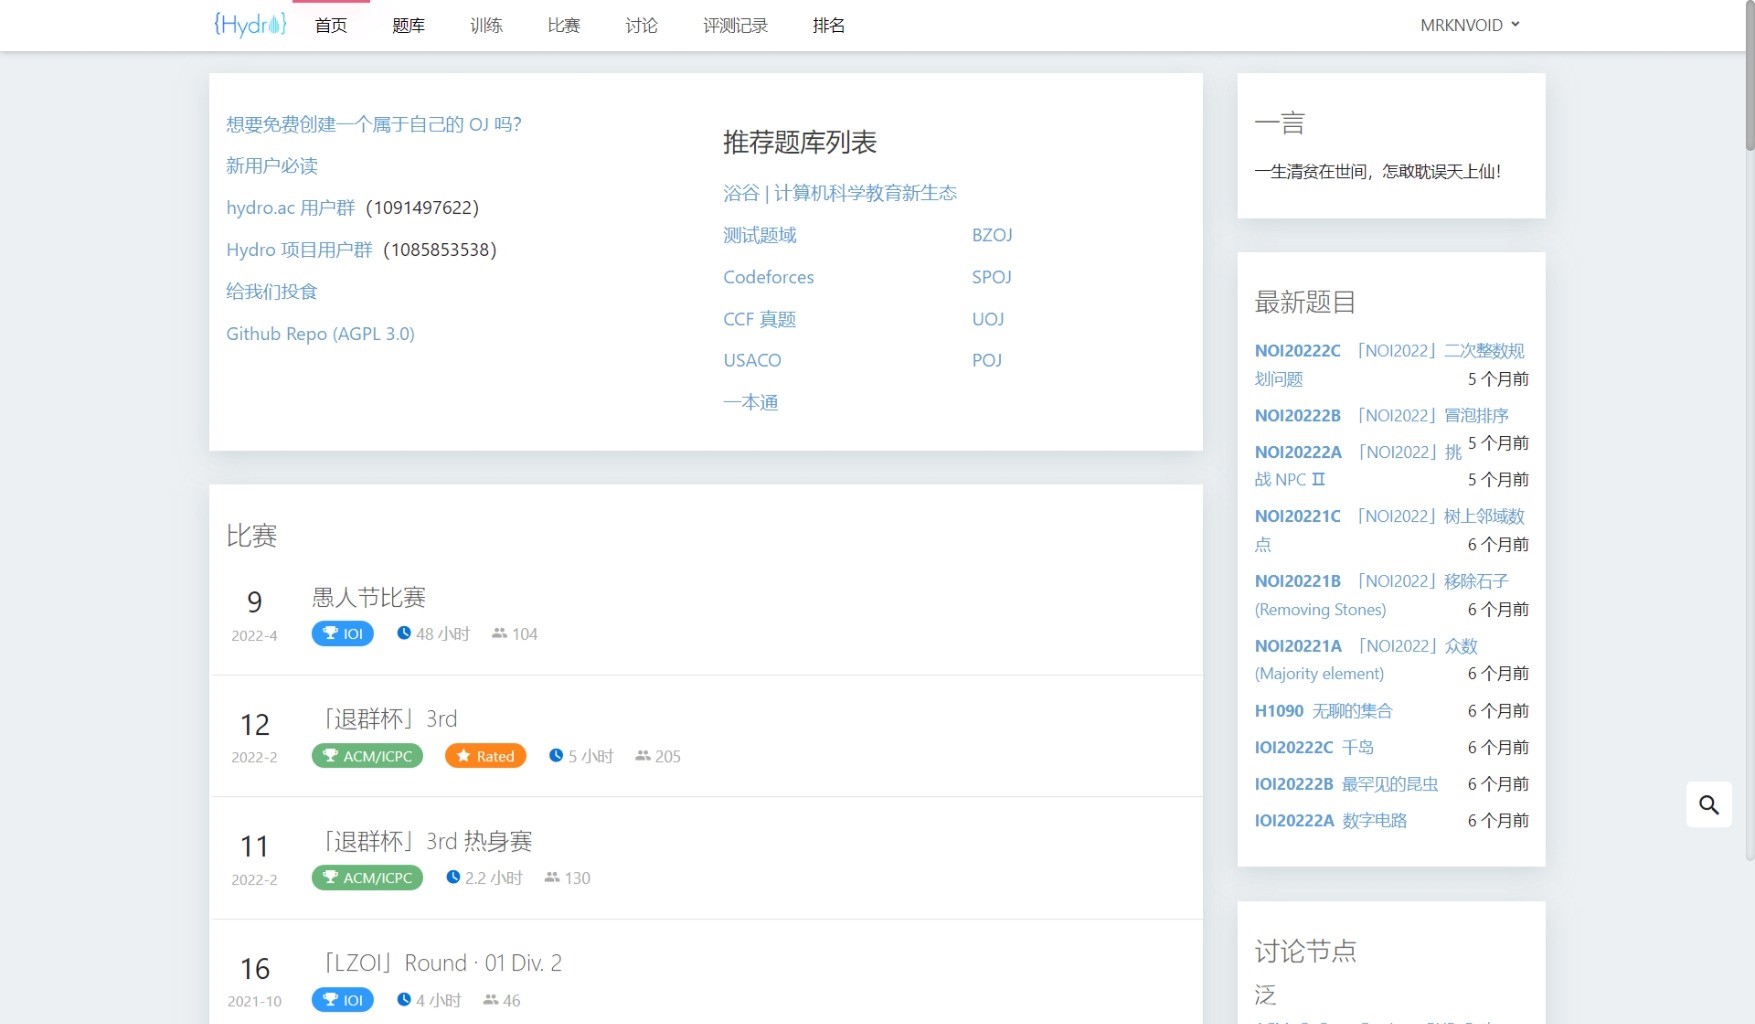 {Hydro} 首页 题库 训练 比赛 讨论 评测记录 排名 MRKNVOID
想要免费创建一个属于自己的 OJ 吗？
新用户必读
hydro.ac 用户群（1091497622）
Hydro 项目用户群（1085853538）
给我们投食
Github Repo (AGPL 3.0)
推荐题库列表
浴谷 | 计算机科学教育新生态
测试题域 BZOJ
Codeforces SPOJ
CCF 真题 UOJ
USACO POJ
一本通
比赛
9 愚人节比赛
2022-4 IOI 48 小时 104
12 「退群杯」3rd
2022-2 ACM/ICPC Rated 5 小时 205
11 「退群杯」3rd 热身赛
2022-2 ACM/ICPC 2.2 小时 130
16 「LZOI」Round · 01 Div. 2
2021-10 IOI 4 小时 46
一言
一生清贫在世间，怎敢耽误天上仙！
最新题目
NOI20222C 「NOI2022」二次整数规
划问题 5 个月前
NOI20222B 「NOI2022」冒泡排序
5 个月前
NOI20222A 「NOI2022」挑
战 NPC Ⅱ 5 个月前
NOI20221C 「NOI2022」树上邻域数
点 6 个月前
NOI20221B 「NOI2022」移除石子
(Removing Stones) 6 个月前
NOI20221A 「NOI2022」众数
(Majority element) 6 个月前
H1090 无聊的集合 6 个月前
IOI20222C 千岛 6 个月前
IOI20222B 最罕见的昆虫 6 个月前
IOI20222A 数字电路 6 个月前
讨论节点
泛